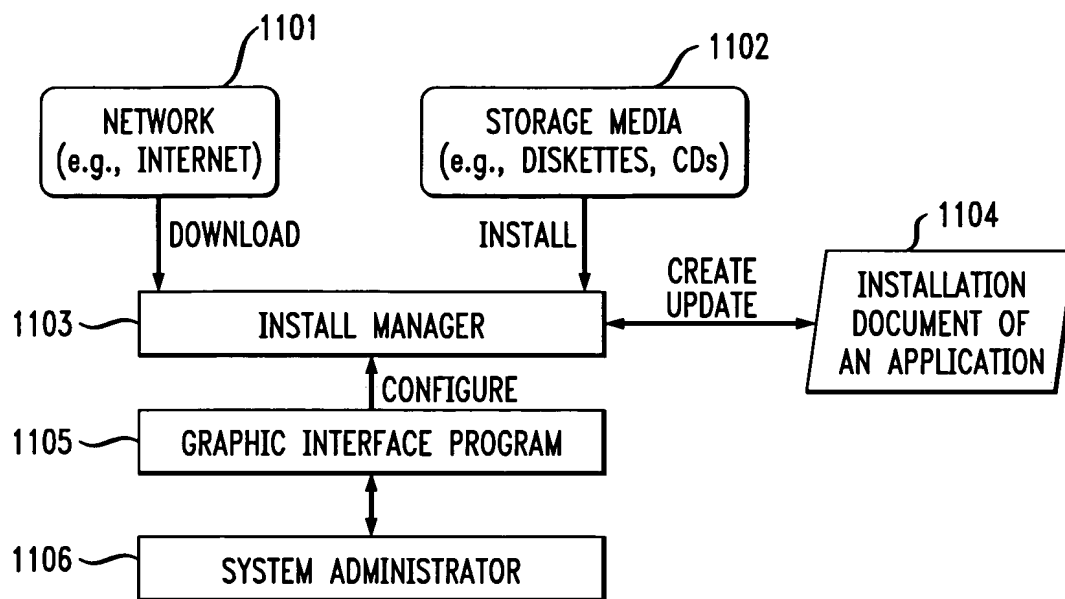 1101
1102
NETWORK
(e.g., INTERNET)
STORAGE MEDIA
(e.g., DISKETTES, CDs)
DOWNLOAD
INSTALL
1104
CREATE
UPDATE
INSTALLATION
DOCUMENT OF
AN APPLICATION
1103
INSTALL MANAGER
CONFIGURE
1105
GRAPHIC INTERFACE PROGRAM
1106
SYSTEM ADMINISTRATOR